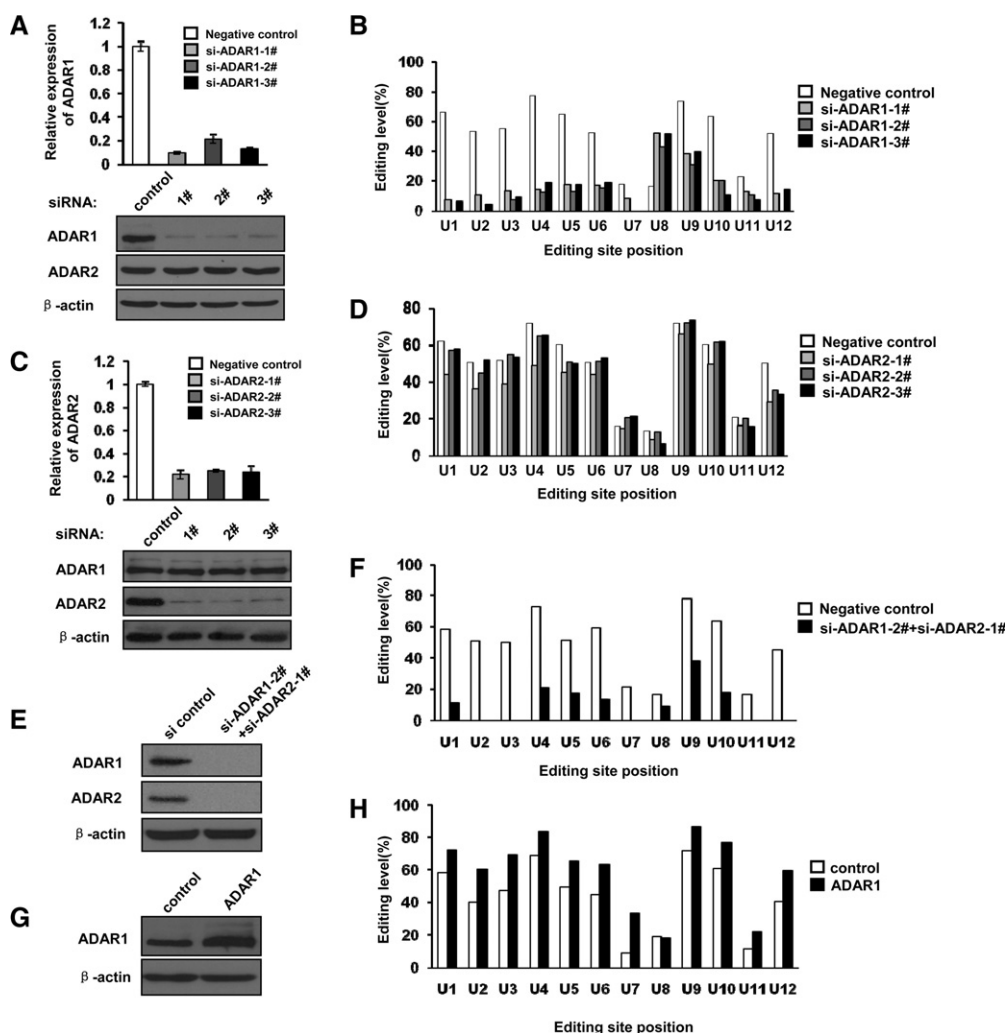 A
Relative expression
of ADAR1
1.2
1
0.8
0.6
0.4
0.2
0
Negative control
si-ADAR1-1#
si-ADAR1-2#
si-ADAR1-3#
siRNA:
control
1#
2#
3#
ADAR1
ADAR2
β-actin
B
Editing level(%)
100
80
60
40
20
0
Negative control
si-ADAR1-1#
si-ADAR1-2#
si-ADAR1-3#
U1 U2 U3 U4 U5 U6 U7 U8 U9 U10 U11 U12
Editing site position
C
Relative expression
of ADAR2
1.2
1
0.8
0.6
0.4
0.2
0
Negative control
si-ADAR2-1#
si-ADAR2-2#
si-ADAR2-3#
siRNA:
control
1#
2#
3#
ADAR1
ADAR2
β-actin
D
Editing level(%)
80
60
40
20
0
Negative control
si-ADAR2-1#
si-ADAR2-2#
si-ADAR2-3#
U1 U2 U3 U4 U5 U6 U7 U8 U9 U10 U11 U12
Editing site position
E
si control
si-ADAR1-2#
+si-ADAR2-1#
ADAR1
ADAR2
β-actin
F
Editing level(%)
100
80
60
40
20
0
Negative control
si-ADAR1-2#+si-ADAR2-1#
U1 U2 U3 U4 U5 U6 U7 U8 U9 U10 U11 U12
Editing site position
G
control
ADAR1
ADAR1
β-actin
H
Editing level(%)
100
80
60
40
20
0
control
ADAR1
U1 U2 U3 U4 U5 U6 U7 U8 U9 U10 U11 U12
Editing site position